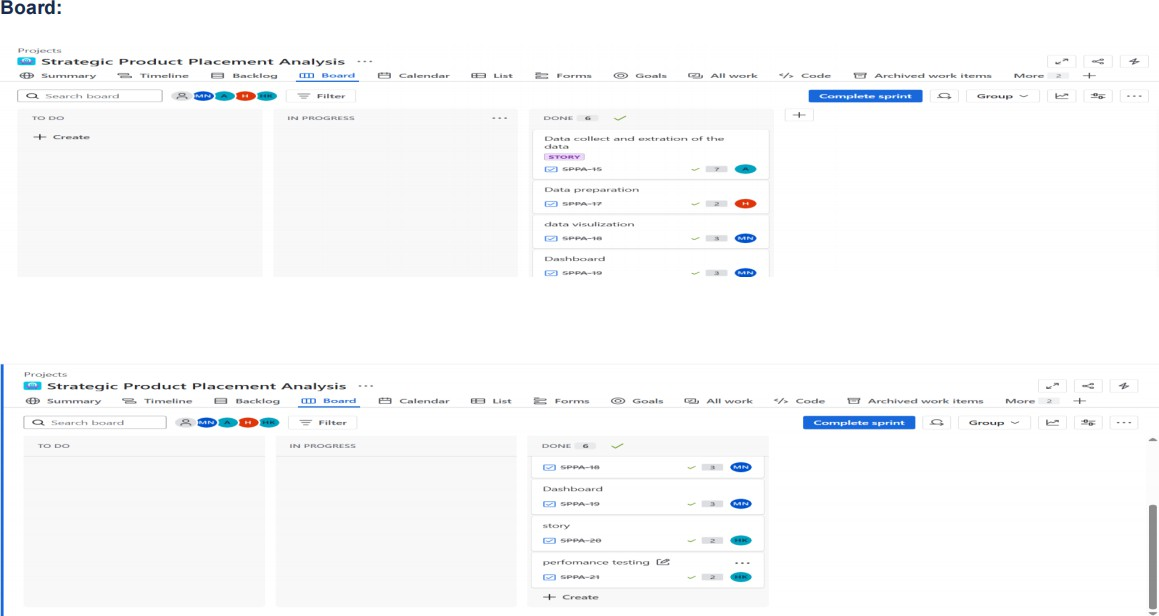 Board:
Projects
Strategic Product Placement Analysis ...
Summary Timeline Backlog Board Calendar List Forms Goals All work Code Archived work items More 2
Search board MN A H HK Filter Complete sprint Group
TO DO IN PROGRESS ... DONE 6
Create
Data collect and extration of the
data
STORY
SPPA-15 7 A
Data preparation
SPPA-17 2 H
data visulization
SPPA-18 3 MN
Dashboard
SPPA-19 3 MN
Projects
Strategic Product Placement Analysis ...
Summary Timeline Backlog Board Calendar List Forms Goals All work Code Archived work items More 2
Search board MN A H HK Filter Complete sprint Group
TO DO IN PROGRESS DONE 6
SPPA-18 3 MN
Dashboard
SPPA-19 3 MN
story
SPPA-20 2 HK
perfomance testing ...
SPPA-21 2 HK
Create